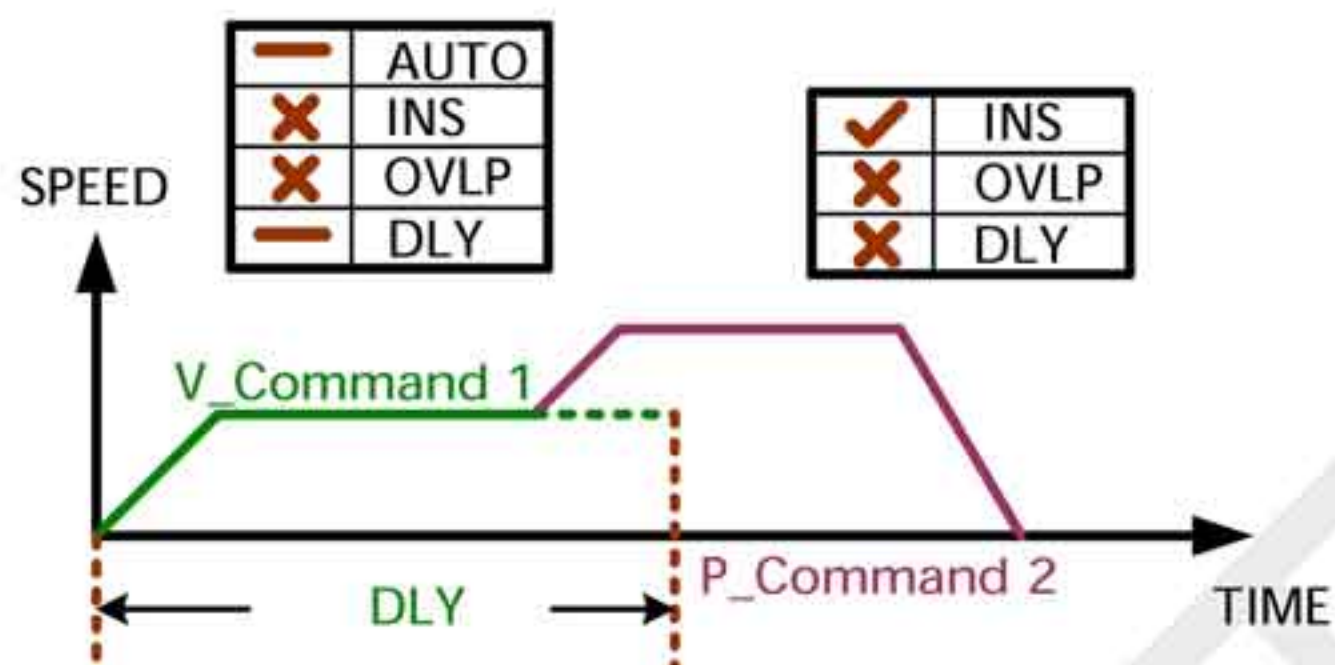 AUTO
INS
OVLP
DLY
INS
OVLP
DLY
SPEED
V_Command 1
P_Command 2
DLY
TIME